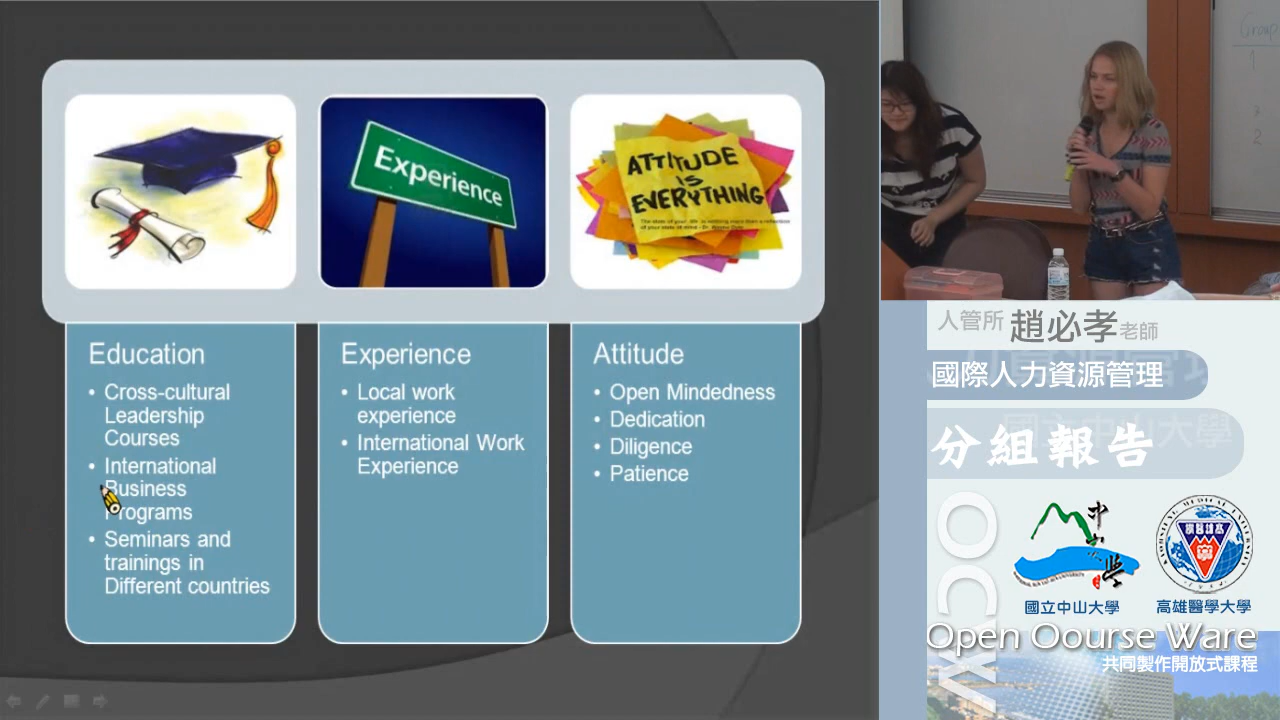 Experience
ATTITUDE
IS
EVERYTHING
Education
• Cross-cultural
Leadership
Courses
• International
Business
Programs
• Seminars and
trainings in
Different countries
Experience
• Local work
experience
• International Work
Experience
Attitude
• Open Mindedness
• Dedication
• Diligence
• Patience
Group
1
2
人管所 趙必孝老師
國際人力資源管理
分組報告
OCW
國立中山大學
高雄醫學大學
Open Oourse Ware
共同製作開放式課程